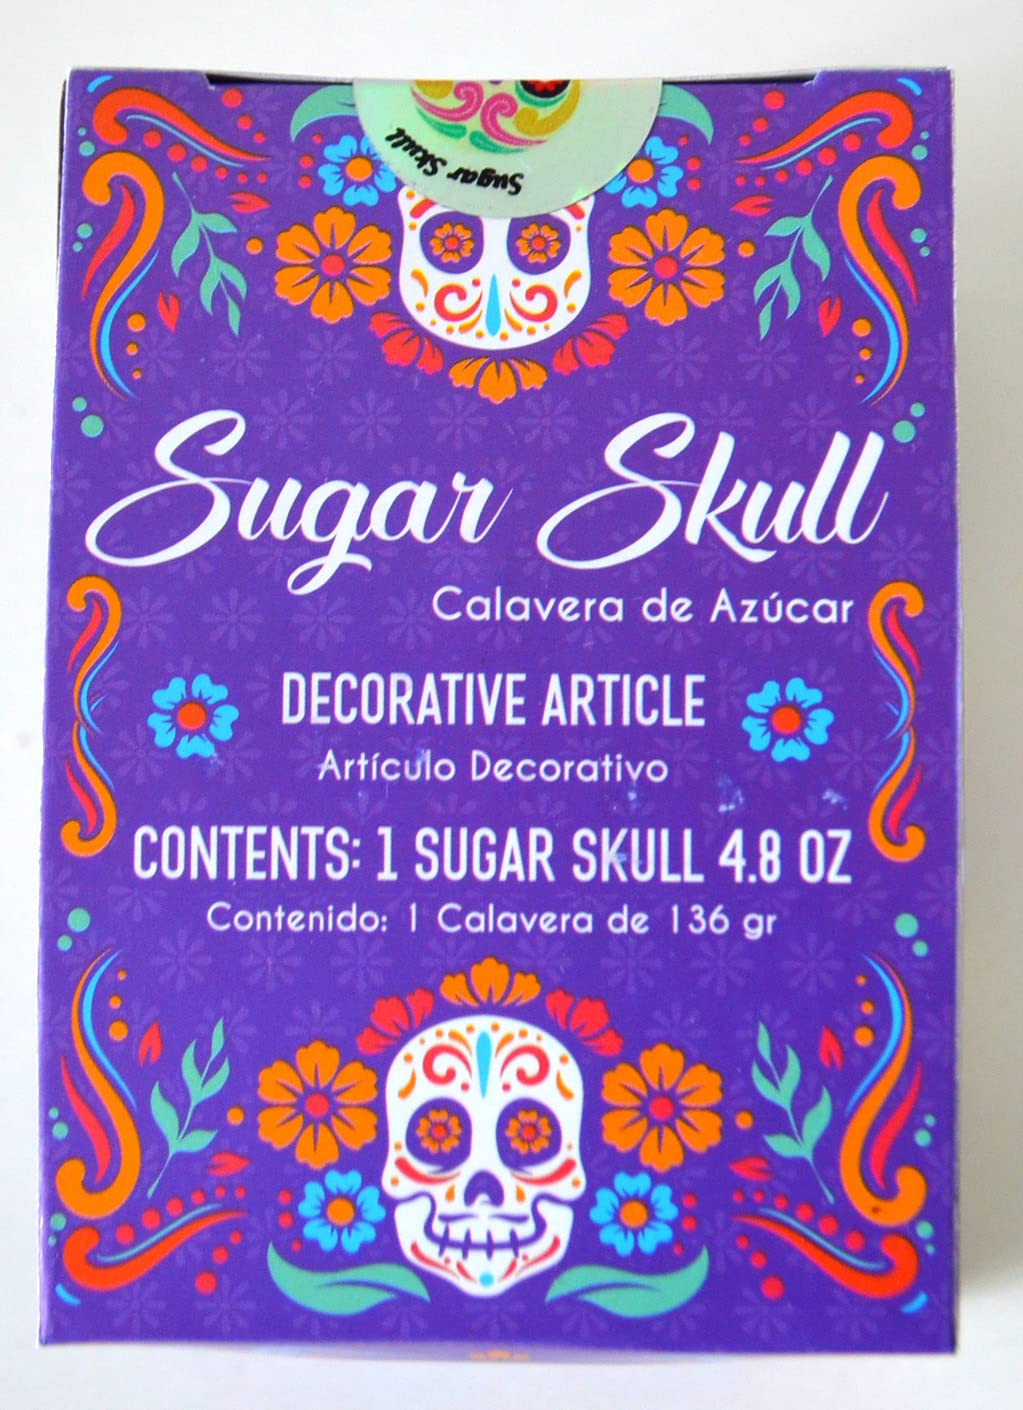 Sugar Skull
Sugar Skull
Calavera de Azúcar
DECORATIVE ARTICLE
Artículo Decorativo
CONTENTS: 1 SUGAR SKULL 4.8 OZ
Contenido: 1 Calavera de 136 gr